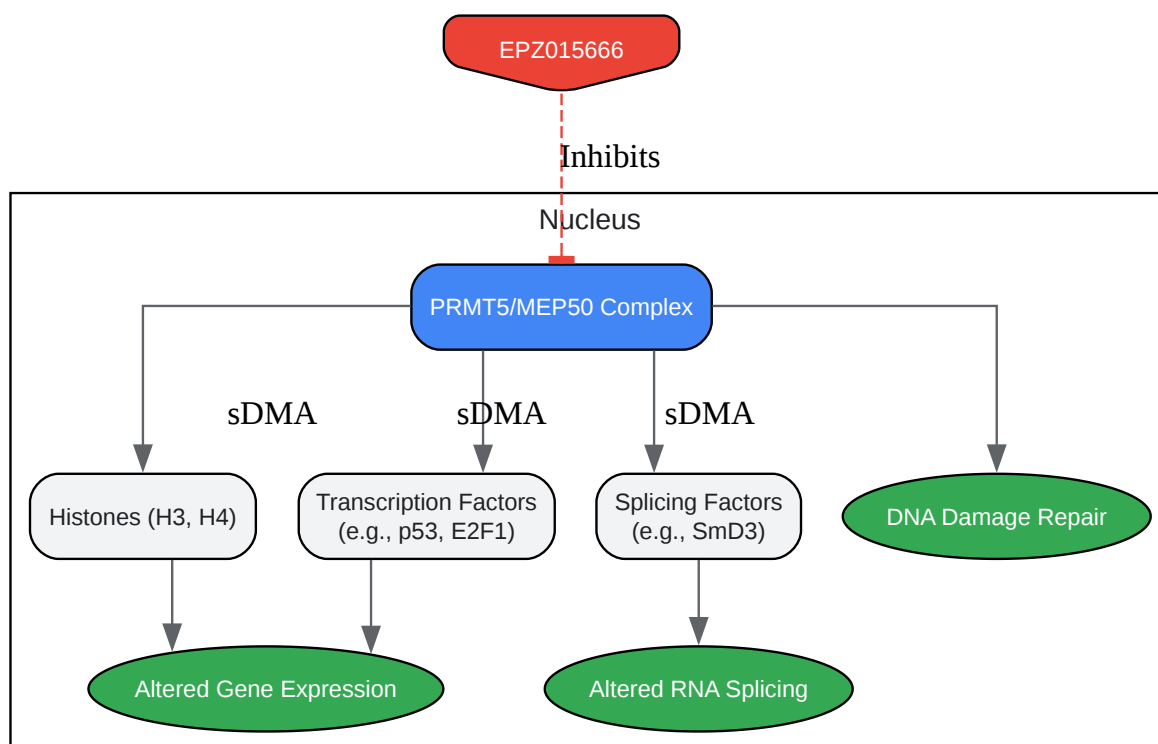 EPZ015666
Inhibits
Nucleus
PRMT5/MEP50 Complex
sDMA
sDMA
sDMA
Histones (H3, H4)
Transcription Factors
(e.g., p53, E2F1)
Splicing Factors
(e.g., SmD3)
DNA Damage Repair
Altered Gene Expression
Altered RNA Splicing